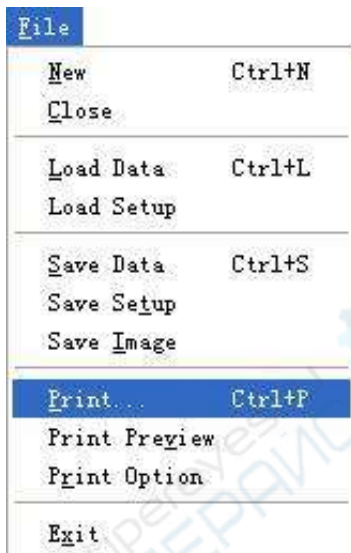 File
New Ctrl+N
Close
Load Data Ctrl+L
Load Setup
Save Data Ctrl+S
Save Setup
Save Image
Print... Ctrl+P
Print Preview
Print Option
Exit